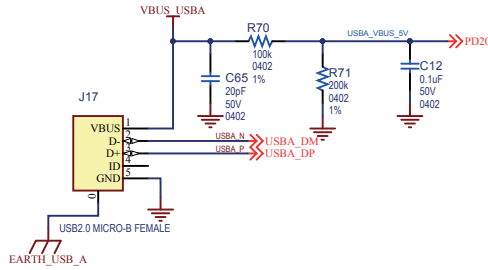 VBUS_USBA
R70
100k
0402
1%
USBA_VBUS_5V
C65
20pF
50V
0402
R71
200k
0402
1%
C12
0.1uF
50V
0402
J17
VBUS 1
D- 2
D+ 3
ID 4
GND 5
0
USBA_N
USBA_DM
USBA_P
USBA_DP
USB2.0 MICRO-B FEMALE
EARTH_USB_A